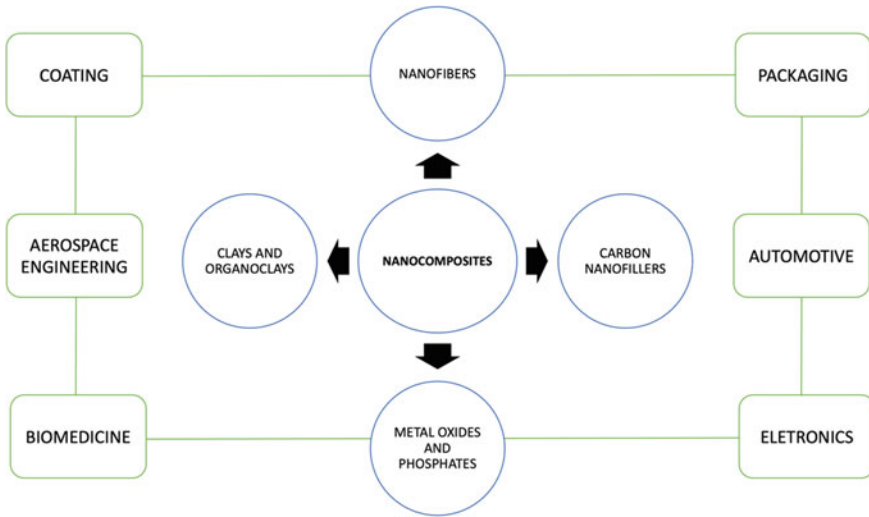 COATING
NANOFIBERS
PACKAGING
AEROSPACE
ENGINEERING
CLAYS AND
ORGANOCLAYS
NANOCOMPOSITES
CARBON
NANOFILLERS
AUTOMOTIVE
BIOMEDICINE
METAL OXIDES
AND
PHOSPHATES
ELETRONICS